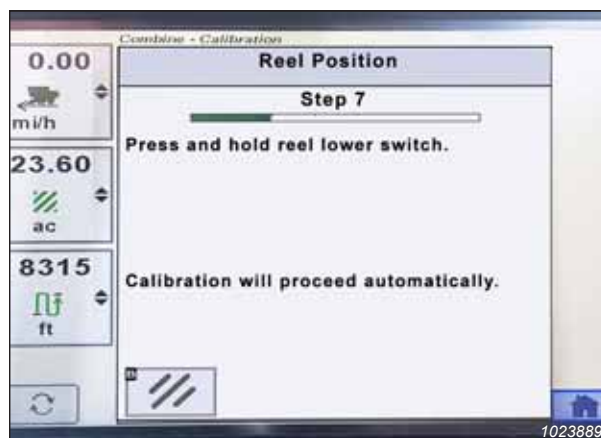 Combine - Calibration
Reel Position
Step 7
Press and hold reel lower switch.
Calibration will proceed automatically.
0.00
mi/h
23.60
ac
8315
ft
1023889